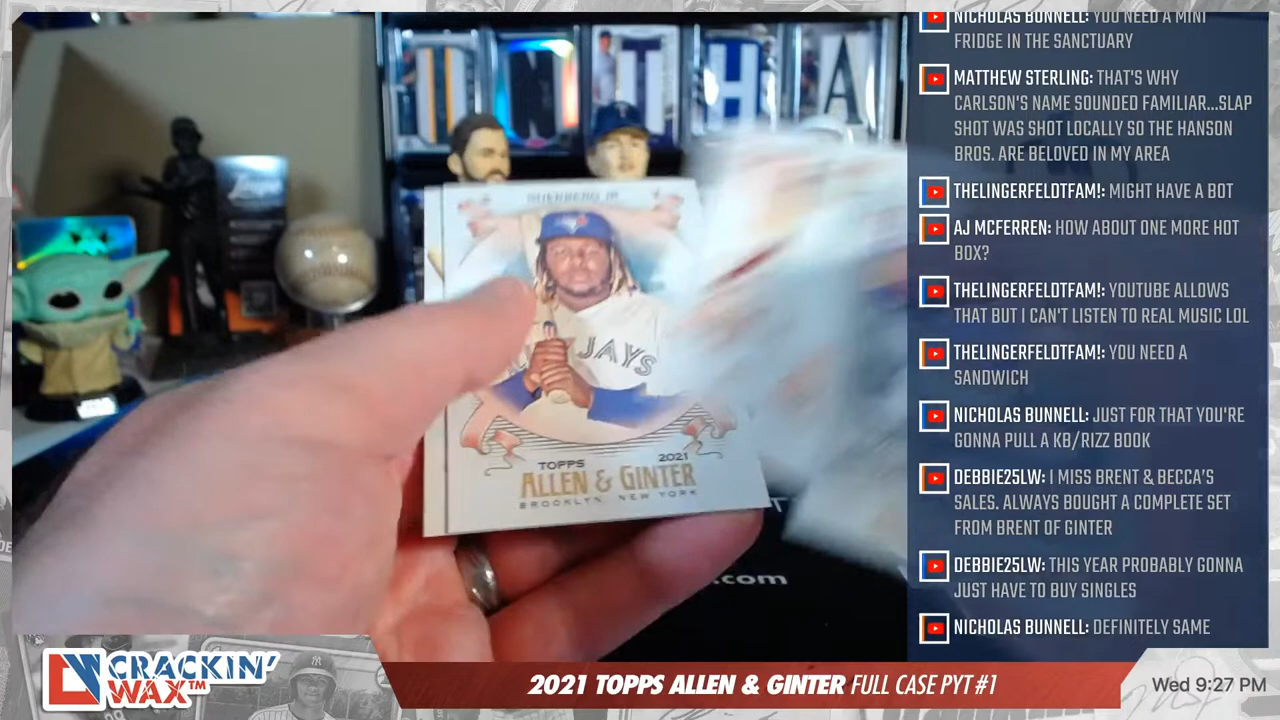 NICHOLAS BUNNELL: YOU NEED A MINI
FRIDGE IN THE SANCTUARY
MATTHEW STERLING: THAT'S WHY
CARLSON'S NAME SOUNDED FAMILIAR...SLAP
SHOT WAS SHOT LOCALLY SO THE HANSON
BROS. ARE BELOVED IN MY AREA
THELINGERFELDTFAM!: MIGHT HAVE A BOT
AJ MCFERREN: HOW ABOUT ONE MORE HOT
BOX?
THELINGERFELDTFAM!: YOUTUBE ALLOWS
THAT BUT I CAN'T LISTEN TO REAL MUSIC LOL
THELINGERFELDTFAM!: YOU NEED A
SANDWICH
NICHOLAS BUNNELL: JUST FOR THAT YOU'RE
GONNA PULL A KB/RIZZ BOOK
DEBBIE25LW: I MISS BRENT & BECCA'S
SALES. ALWAYS BOUGHT A COMPLETE SET
FROM BRENT OF GINTER
DEBBIE25LW: THIS YEAR PROBABLY GONNA
JUST HAVE TO BUY SINGLES
NICHOLAS BUNNELL: DEFINITELY SAME
GUERRERO JR
JAYS
TOPPS 2021
ALLEN & GINTER
BROOKLYN, NEW YORK
.com
STAR
WARS
CRACKIN'
WAX™
2021 TOPPS ALLEN & GINTER FULL CASE PYT #1
Wed 9:27 PM